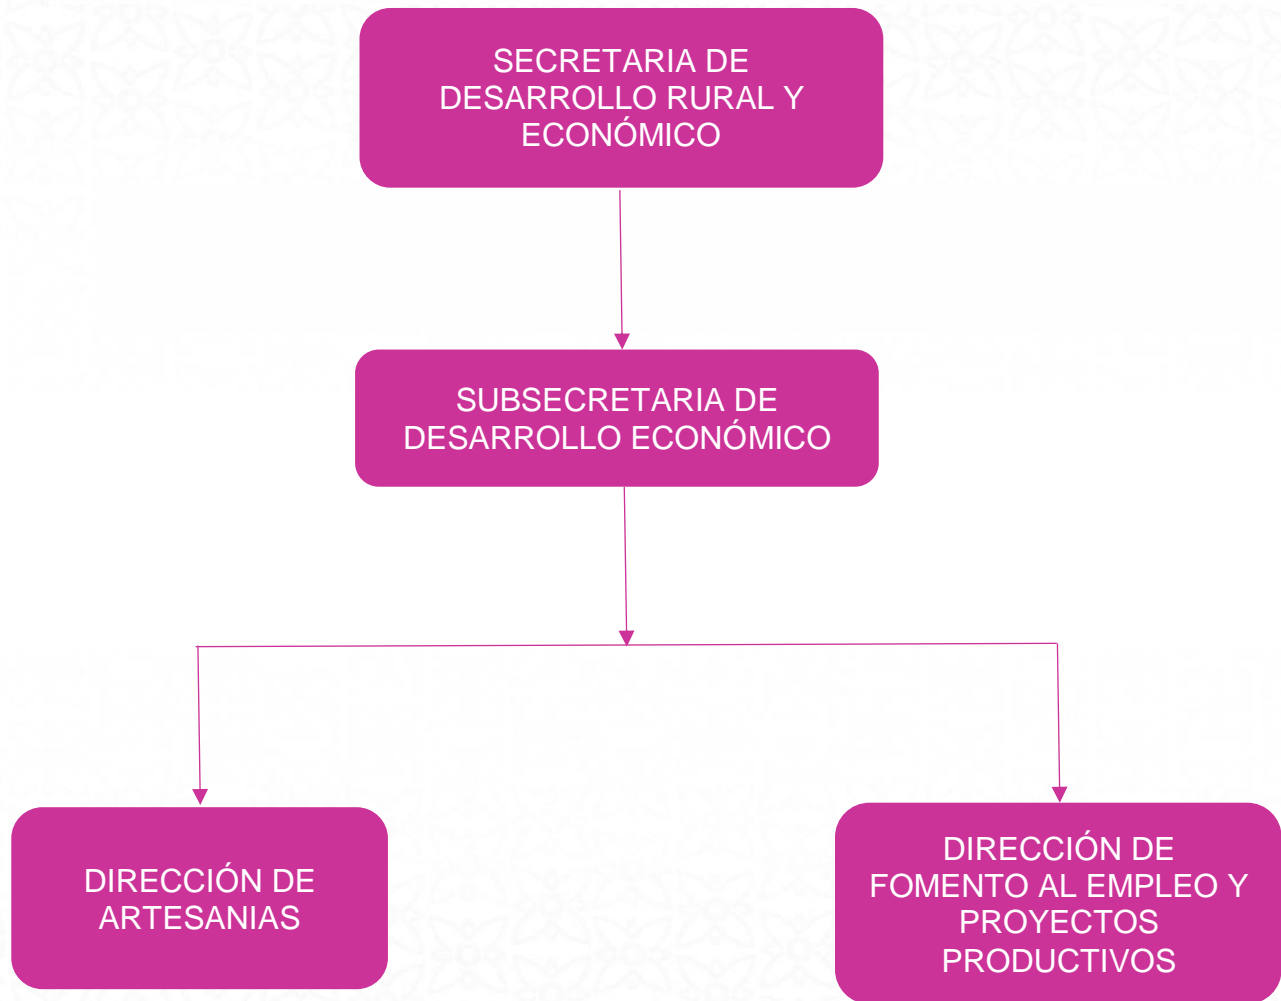 SECRETARIA DE
DESARROLLO RURAL Y
ECONÓMICO
SUBSECRETARIA DE
DESARROLLO ECONÓMICO
DIRECCIÓN DE
ARTESANIAS
DIRECCIÓN DE
FOMENTO AL EMPLEO Y
PROYECTOS
PRODUCTIVOS